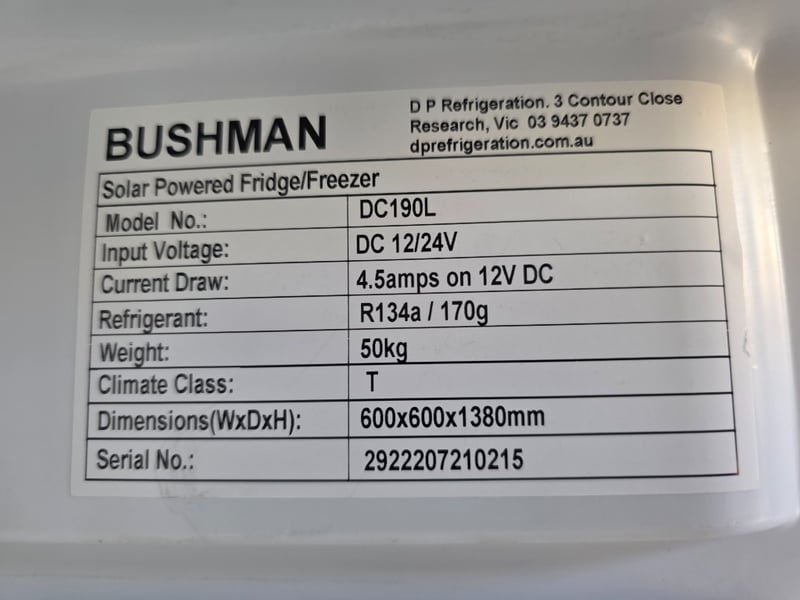 BUSHMAN
D P Refrigeration. 3 Contour Close
Research, Vic 03 9437 0737
dprefrigeration.com.au
Solar Powered Fridge/Freezer
Model No.: DC190L
Input Voltage: DC 12/24V
Current Draw: 4.5amps on 12V DC
Refrigerant: R134a / 170g
Weight: 50kg
Climate Class: T
Dimensions(WxDxH): 600x600x1380mm
Serial No.: 2922207210215